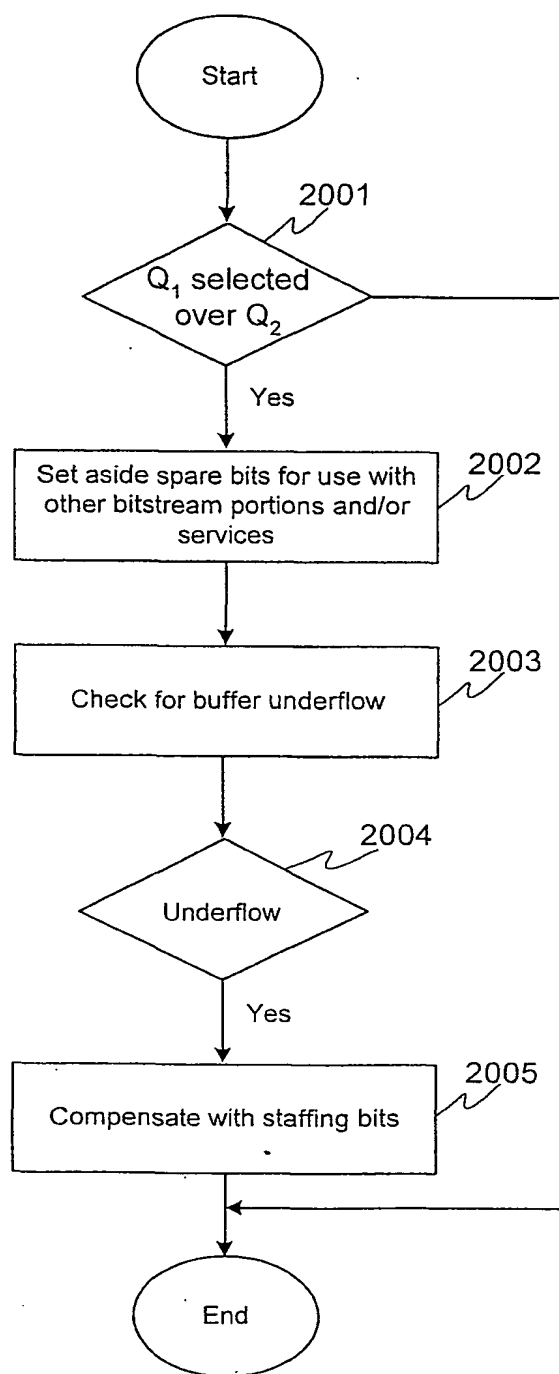 Start
2001
Q₁ selected
over Q₂
Yes
2002
Set aside spare bits for use with
other bitstream portions and/or
services
2003
Check for buffer underflow
2004
Underflow
Yes
2005
Compensate with staffing bits
End